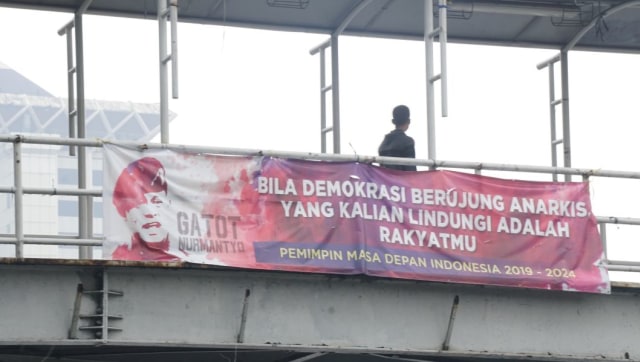 GATOT
NURMANTYO
BILA DEMOKRASI BERUJUNG ANARKIS
YANG KALIAN LINDUNGI ADALAH
RAKYATMU
PEMIMPIN MASA DEPAN INDONESIA 2019 - 2024